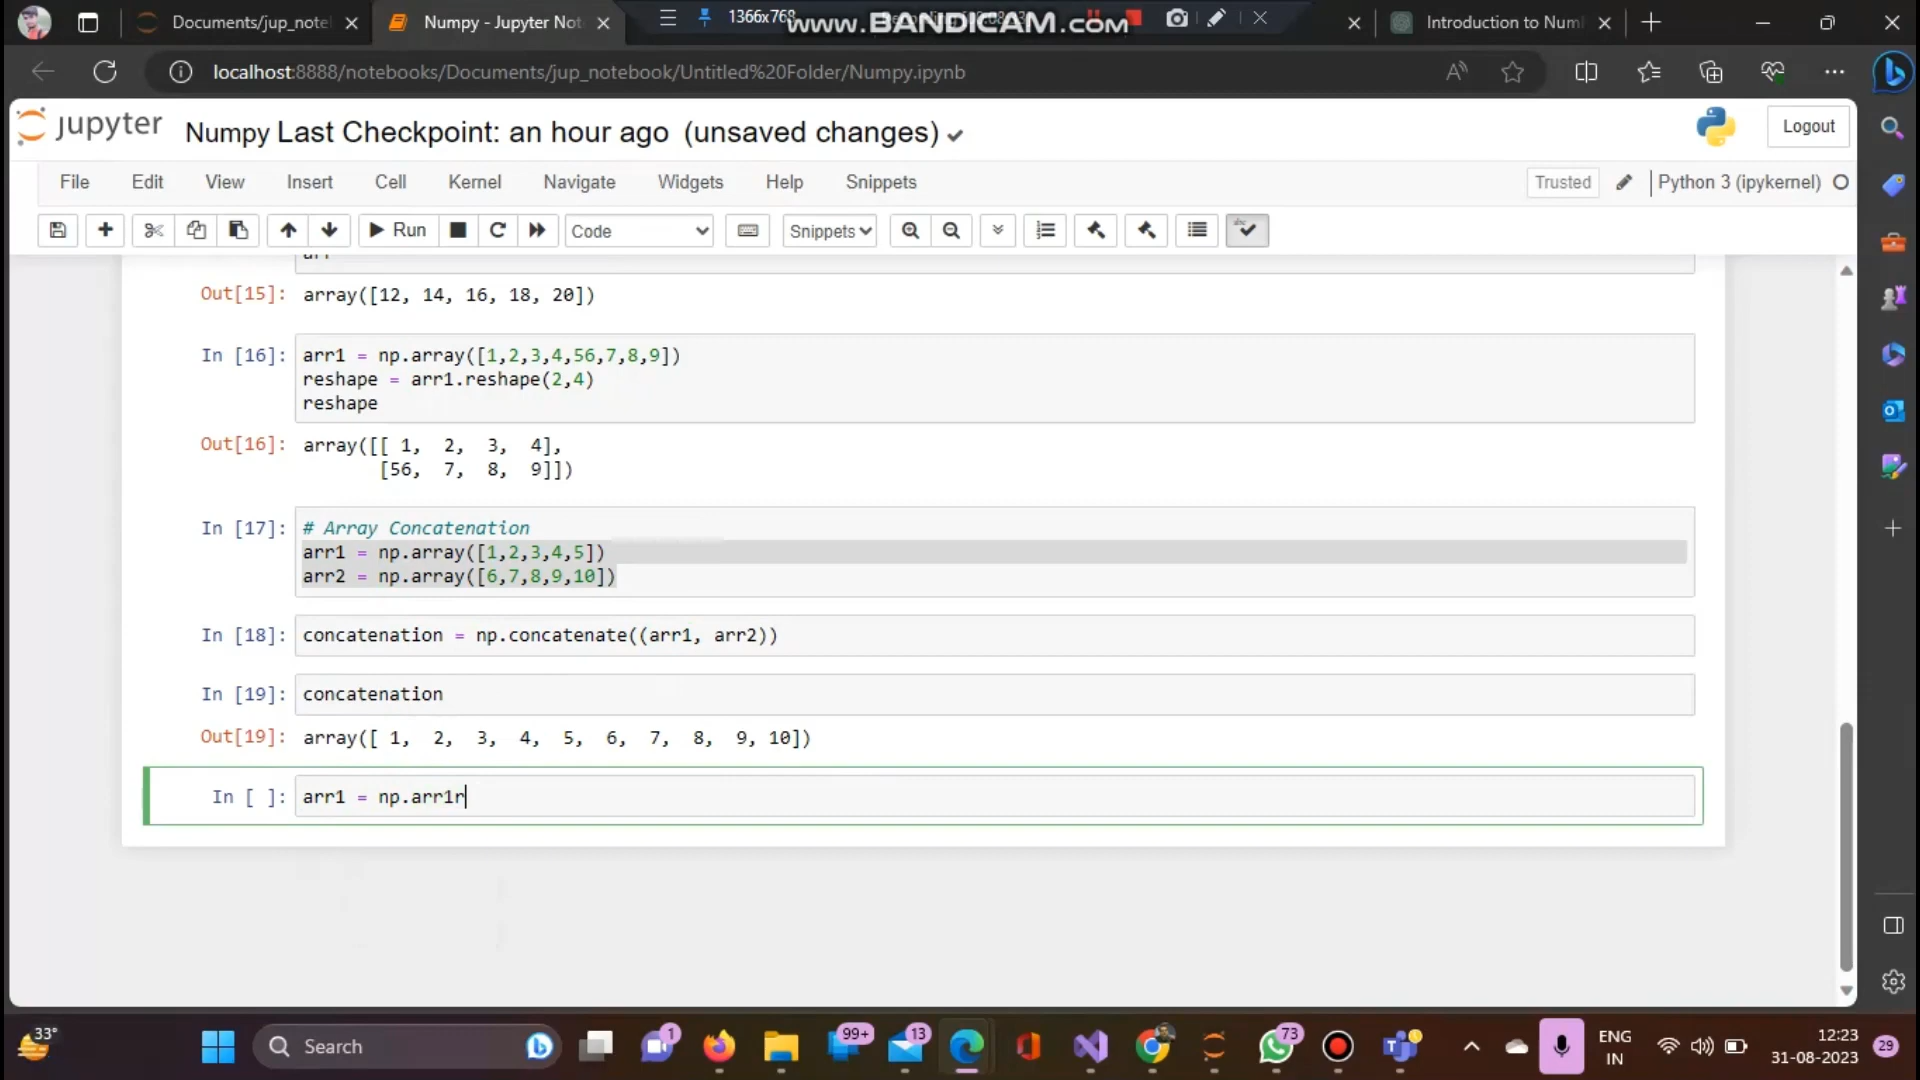 Documents/jup_note
Numpy - Jupyter Not
1366x768
www.BANDICAM.com
Introduction to Num
localhost:8888/notebooks/Documents/jup_notebook/Untitled%20Folder/Numpy.ipynb
jupyter
Numpy Last Checkpoint: an hour ago (unsaved changes)
Logout
File Edit View Insert Cell Kernel Navigate Widgets Help Snippets
Trusted
Python 3 (ipykernel)
Run
Code
Snippets
arr
Out[15]: array([12, 14, 16, 18, 20])
In [16]: arr1 = np.array([1,2,3,4,56,7,8,9])
reshape = arr1.reshape(2,4)
reshape
Out[16]: array([[ 1, 2, 3, 4],
[56, 7, 8, 9]])
In [17]: # Array Concatenation
arr1 = np.array([1,2,3,4,5])
arr2 = np.array([6,7,8,9,10])
In [18]: concatenation = np.concatenate((arr1, arr2))
In [19]: concatenation
Out[19]: array([ 1, 2, 3, 4, 5, 6, 7, 8, 9, 10])
In [ ]: arr1 = np.arr1r
33°
Search
1
99+
13
73
ENG
IN
12:23
31-08-2023
29